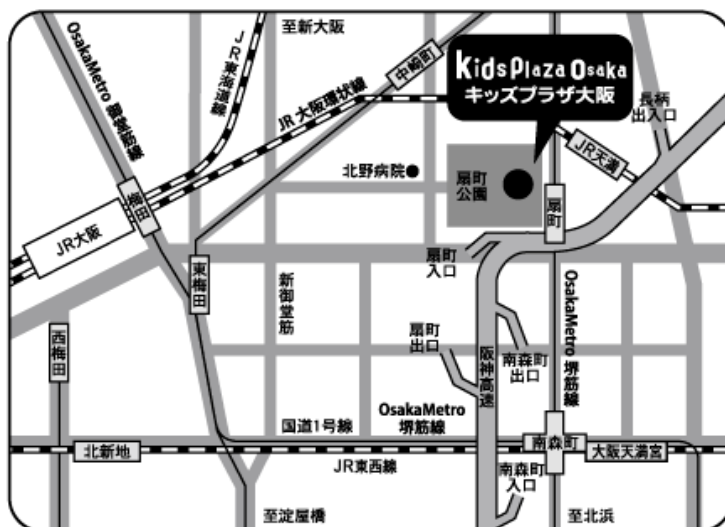 至新大阪
OsakaMetro 御堂筋線
JR東海道線
JR 大阪環状線
中崎町
Kids Plaza Osaka
キッズプラザ大阪
長柄
出入口
JR天満
北野病院
扇町
公園
扇町
梅田
JR大阪
東梅田
新御堂筋
扇町
入口
扇町
出口
西梅田
阪神高速
南森町
出口
OsakaMetro 堺筋線
国道1号線
OsakaMetro
堺筋線
北新地
JR東西線
南森町
大阪天満宮
南森町
入口
至淀屋橋
至北浜